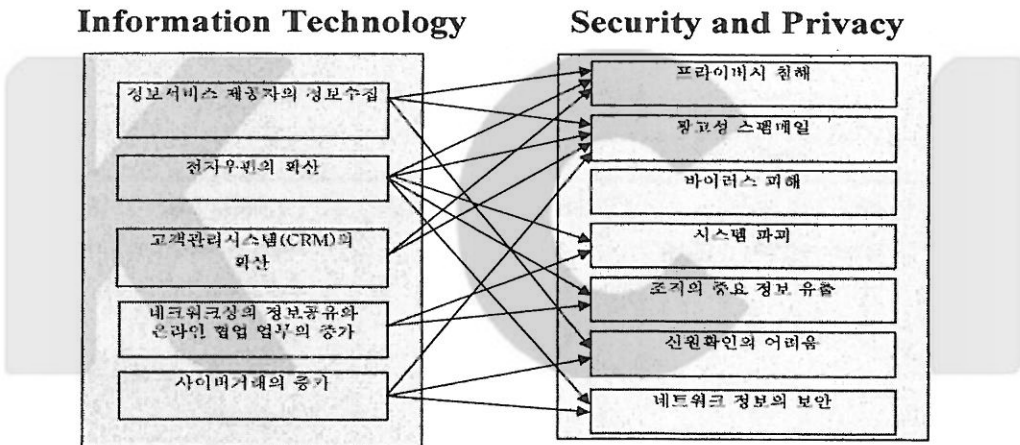 Information Technology
Security and Privacy
정보서비스 제공자의 정보수집
전자우편의 확산
고객관리시스템(CRM)의
확산
네크워크상의 정보공유와
온라인 협업 업무의 증가
사이버거래의 증가
프라이버시 침해
광고성 스팸메일
바이러스 피해
시스템 파괴
조직의 중요 정보 유출
신원확인의 어려움
네트워크 정보의 보안